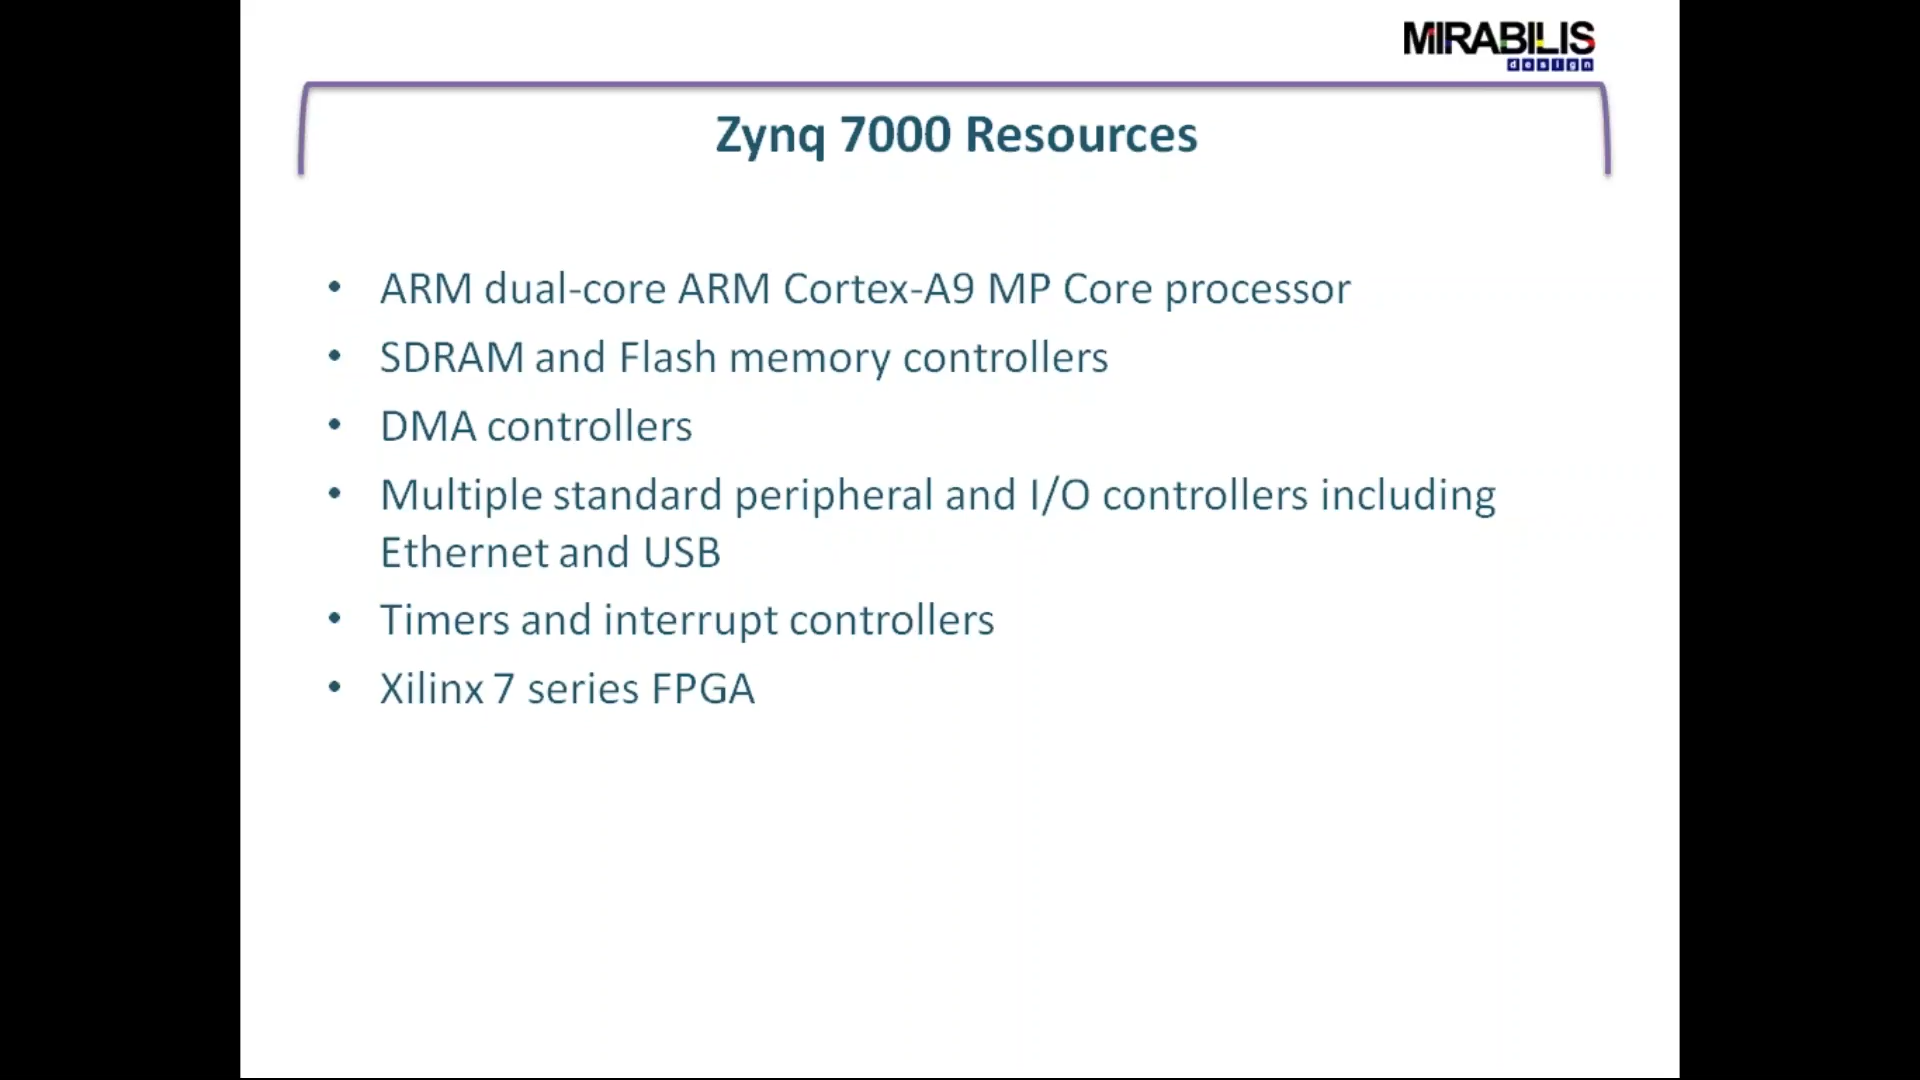 MIRABILIS
design
Zynq 7000 Resources
• ARM dual-core ARM Cortex-A9 MP Core processor
• SDRAM and Flash memory controllers
• DMA controllers
• Multiple standard peripheral and I/O controllers including
Ethernet and USB
• Timers and interrupt controllers
• Xilinx 7 series FPGA